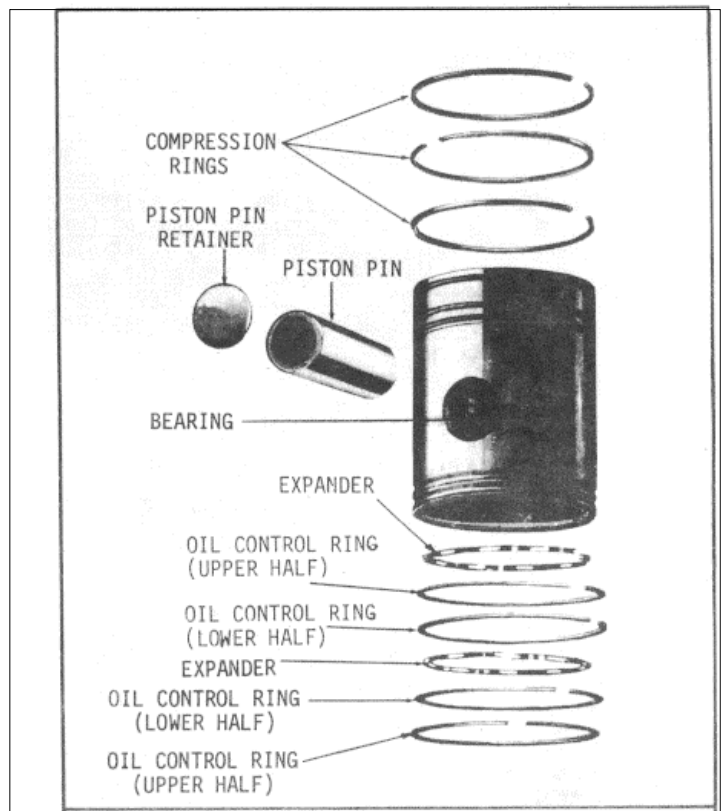 COMPRESSION
RINGS
PISTON PIN
RETAINER
PISTON PIN
BEARING
EXPANDER
OIL CONTROL RING
(UPPER HALF)
OIL CONTROL RING
(LOWER HALF)
EXPANDER
OIL CONTROL RING
(LOWER HALF)
OIL CONTROL RING
(UPPER HALF)